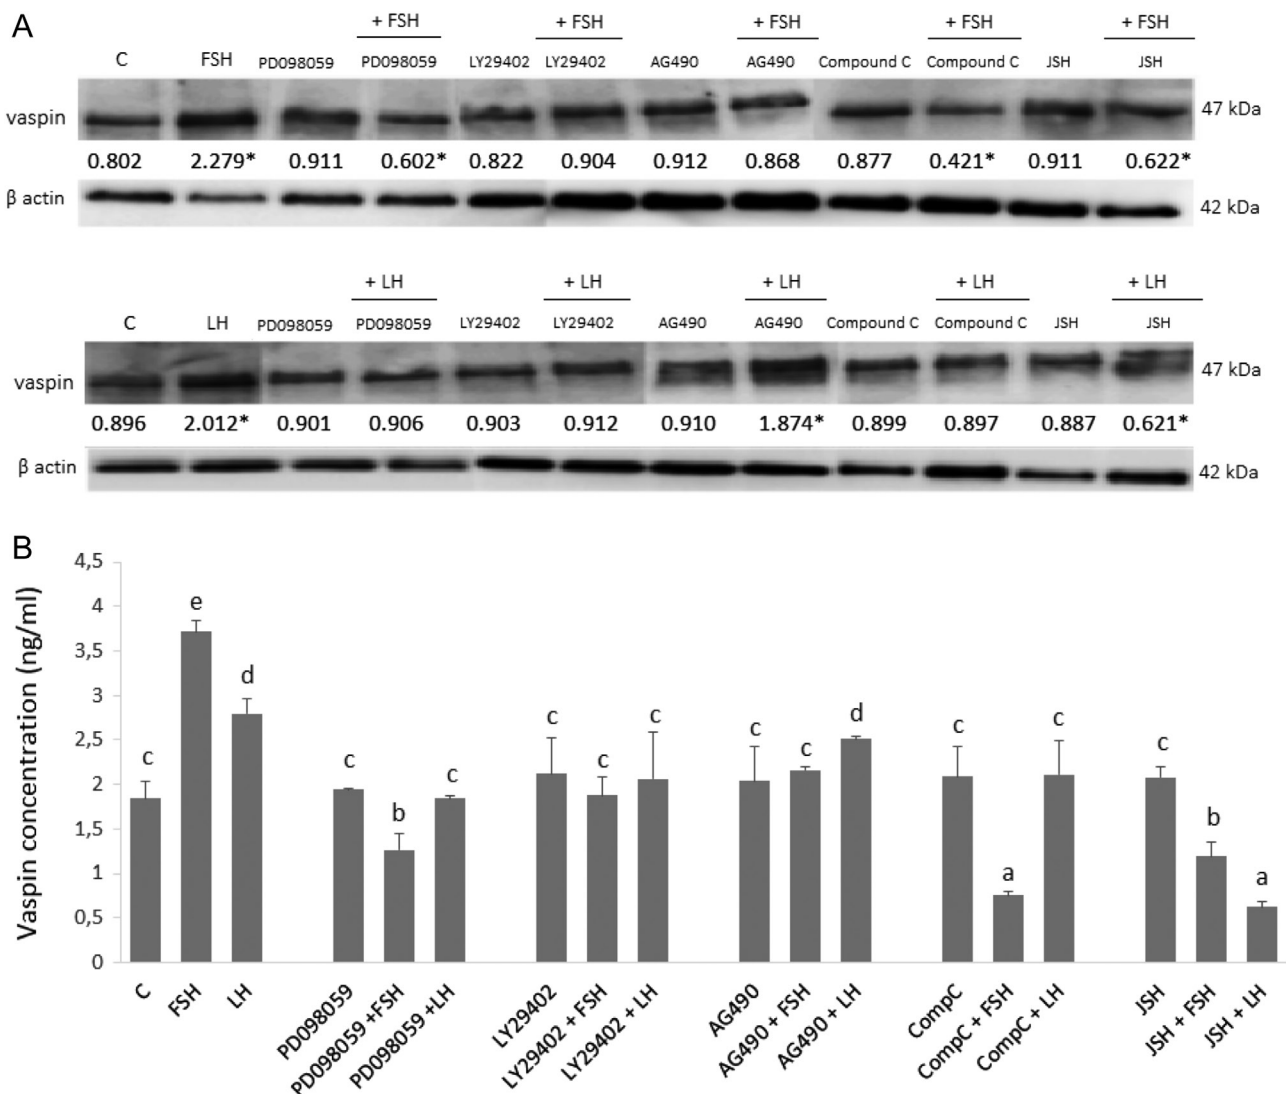 A
+ FSH + FSH + FSH + FSH + FSH
C FSH PD098059 PD098059 LY29402 LY29402 AG490 AG490 Compound C Compound C JSH JSH
vaspin 47 kDa
0.802 2.279* 0.911 0.602* 0.822 0.904 0.912 0.868 0.877 0.421* 0.911 0.622*
β actin 42 kDa
+ LH + LH + LH + LH + LH
C LH PD098059 PD098059 LY29402 LY29402 AG490 AG490 Compound C Compound C JSH JSH
vaspin 47 kDa
0.896 2.012* 0.901 0.906 0.903 0.912 0.910 1.874* 0.899 0.897 0.887 0.621*
β actin 42 kDa
B
Vaspin concentration (ng/ml)
4,5
4
3,5
3
2,5
2
1,5
1
0,5
0
c e d c b c c c c c c d c a c c b a
C FSH LH PD098059 PD098059 +FSH PD098059 +LH LY29402 LY29402 + FSH LY29402 + LH AG490 AG490 + FSH AG490 + LH CompC CompC + FSH CompC + LH JSH JSH + FSH JSH + LH